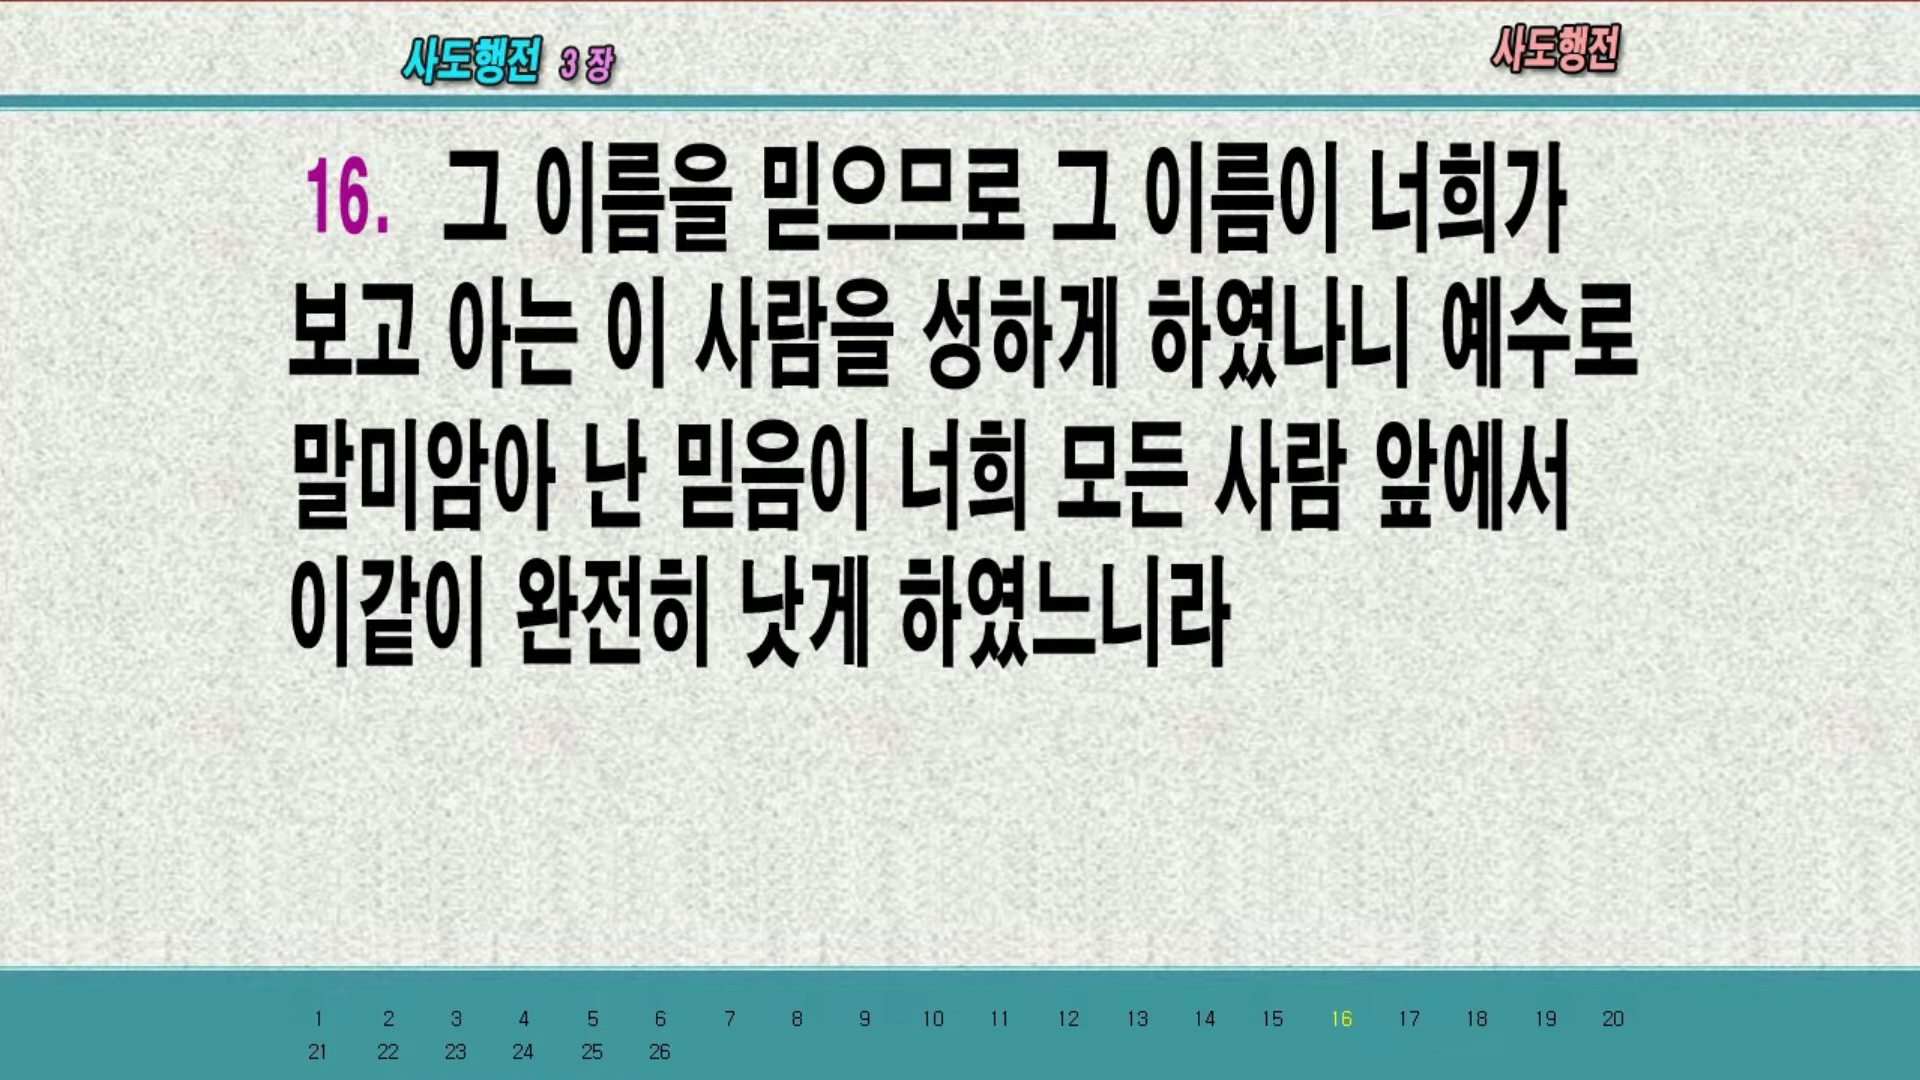 사도행전 3 장
사도행전
16. 그 이름을 믿으므로 그 이름이 너희가
보고 아는 이 사람을 성하게 하였나니 예수로
말미암아 난 믿음이 너희 모든 사람 앞에서
이같이 완전히 낫게 하였느니라
1 2 3 4 5 6 7 8 9 10 11 12 13 14 15 16 17 18 19 20
21 22 23 24 25 26